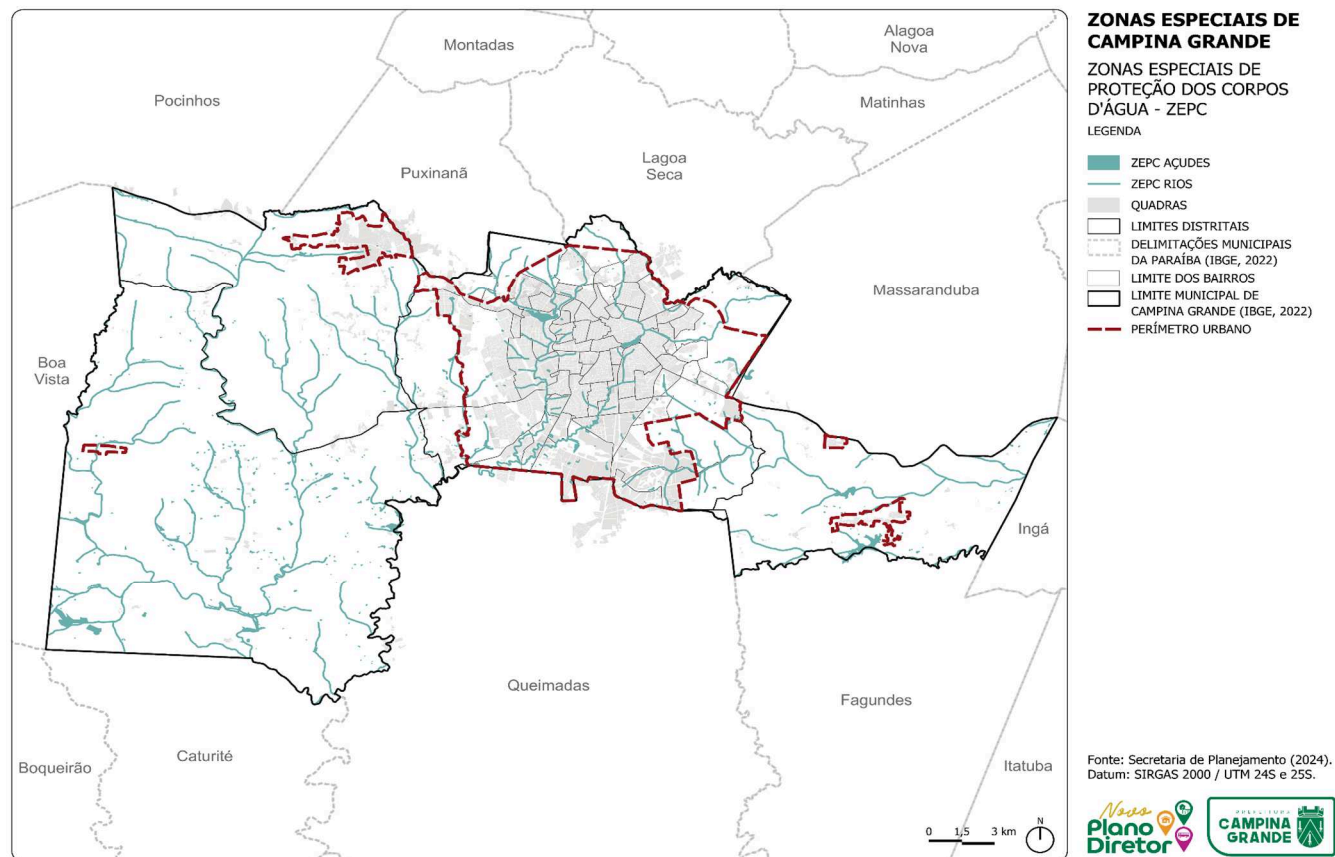 ZONAS ESPECIAIS DE
CAMPINA GRANDE
ZONAS ESPECIAIS DE
PROTEÇÃO DOS CORPOS
D'ÁGUA - ZEPC
LEGENDA
ZEPC AÇUDES
ZEPC RIOS
QUADRAS
LIMITES DISTRITAIS
DELIMITAÇÕES MUNICIPAIS
DA PARAÍBA (IBGE, 2022)
LIMITE DOS BAIRROS
LIMITE MUNICIPAL DE
CAMPINA GRANDE (IBGE, 2022)
PERÍMETRO URBANO
Montadas
Alagoa
Nova
Pocinhos
Matinhas
Lagoa
Seca
Puxinanã
Massaranduba
Boa
Vista
Ingá
Queimadas
Fagundes
Caturité
Boqueirão
Itatuba
0 1,5 3 km
N
Fonte: Secretaria de Planejamento (2024).
Datum: SIRGAS 2000 / UTM 24S e 25S.
Novo
Plano
Diretor
PREFEITURA
CAMPINA
GRANDE